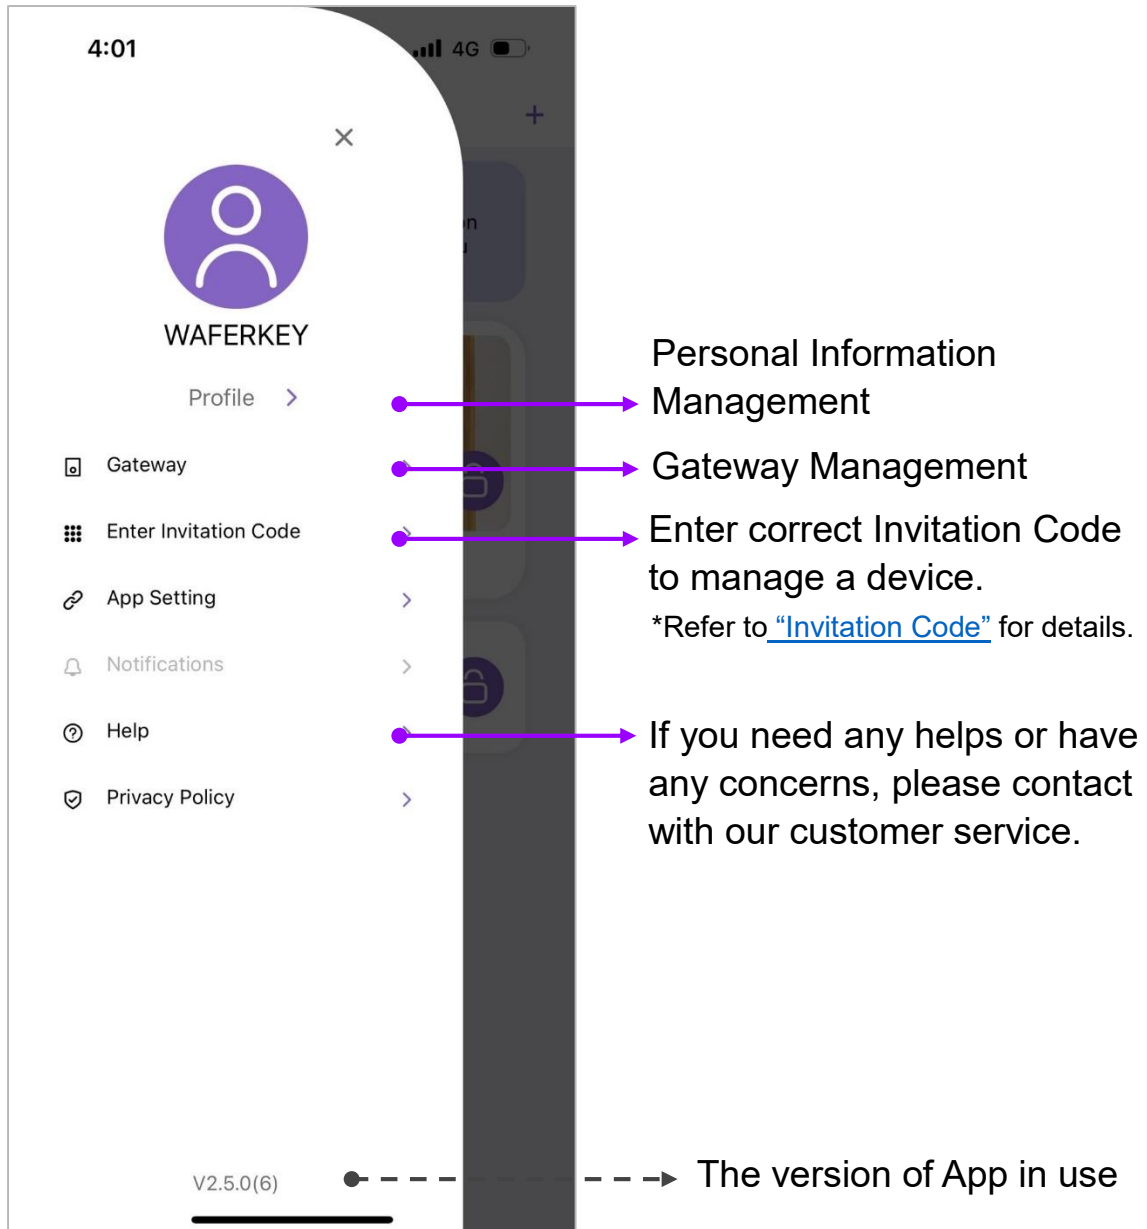 4:01
4G
WAFERKEY
Profile
Personal Information
Management
Gateway
Gateway Management
Enter Invitation Code
Enter correct Invitation Code
to manage a device.
*Refer to “Invitation Code” for details.
App Setting
Notifications
Help
If you need any helps or have
any concerns, please contact
with our customer service.
Privacy Policy
V2.5.0(6)
The version of App in use